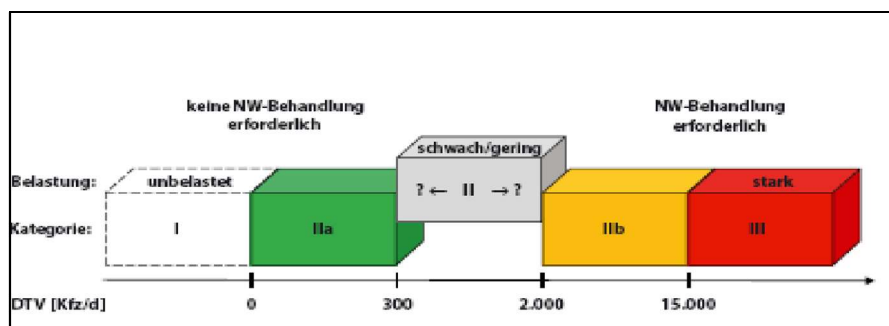 keine NW-Behandlung
erforderlich
NW-Behandlung
erforderlich
schwach/gering
Belastung: unbelastet stark
? ← II → ?
Kategorie: I IIa IIb III
DTV [Kfz/d] 0 300 2.000 15.000